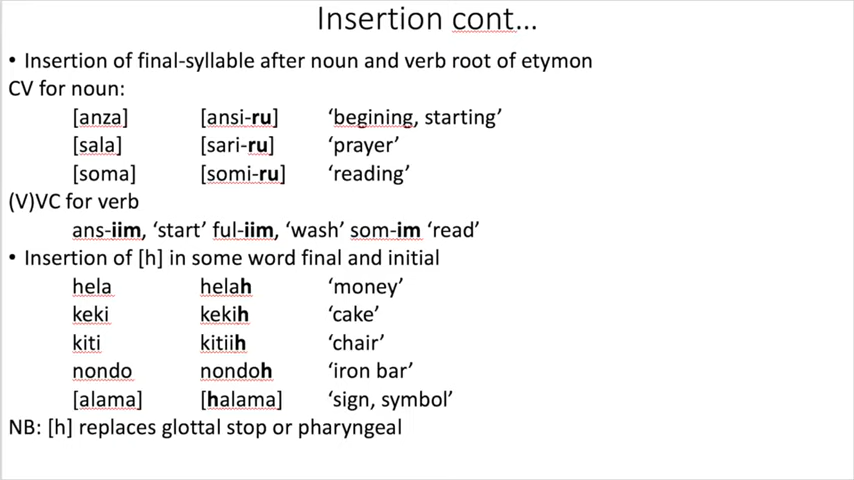 Insertion cont…
• Insertion of final-syllable after noun and verb root of etymon
CV for noun:
[anza] [ansi-ru] ‘begining, starting’
[sala] [sari-ru] ‘prayer’
[soma] [somi-ru] ‘reading’
(V)VC for verb
ans-iim, ‘start’ ful-iim, ‘wash’ som-im ‘read’
• Insertion of [h] in some word final and initial
hela helah ‘money’
keki kekih ‘cake’
kiti kitiih ‘chair’
nondo nondoh ‘iron bar’
[alama] [halama] ‘sign, symbol’
NB: [h] replaces glottal stop or pharyngeal